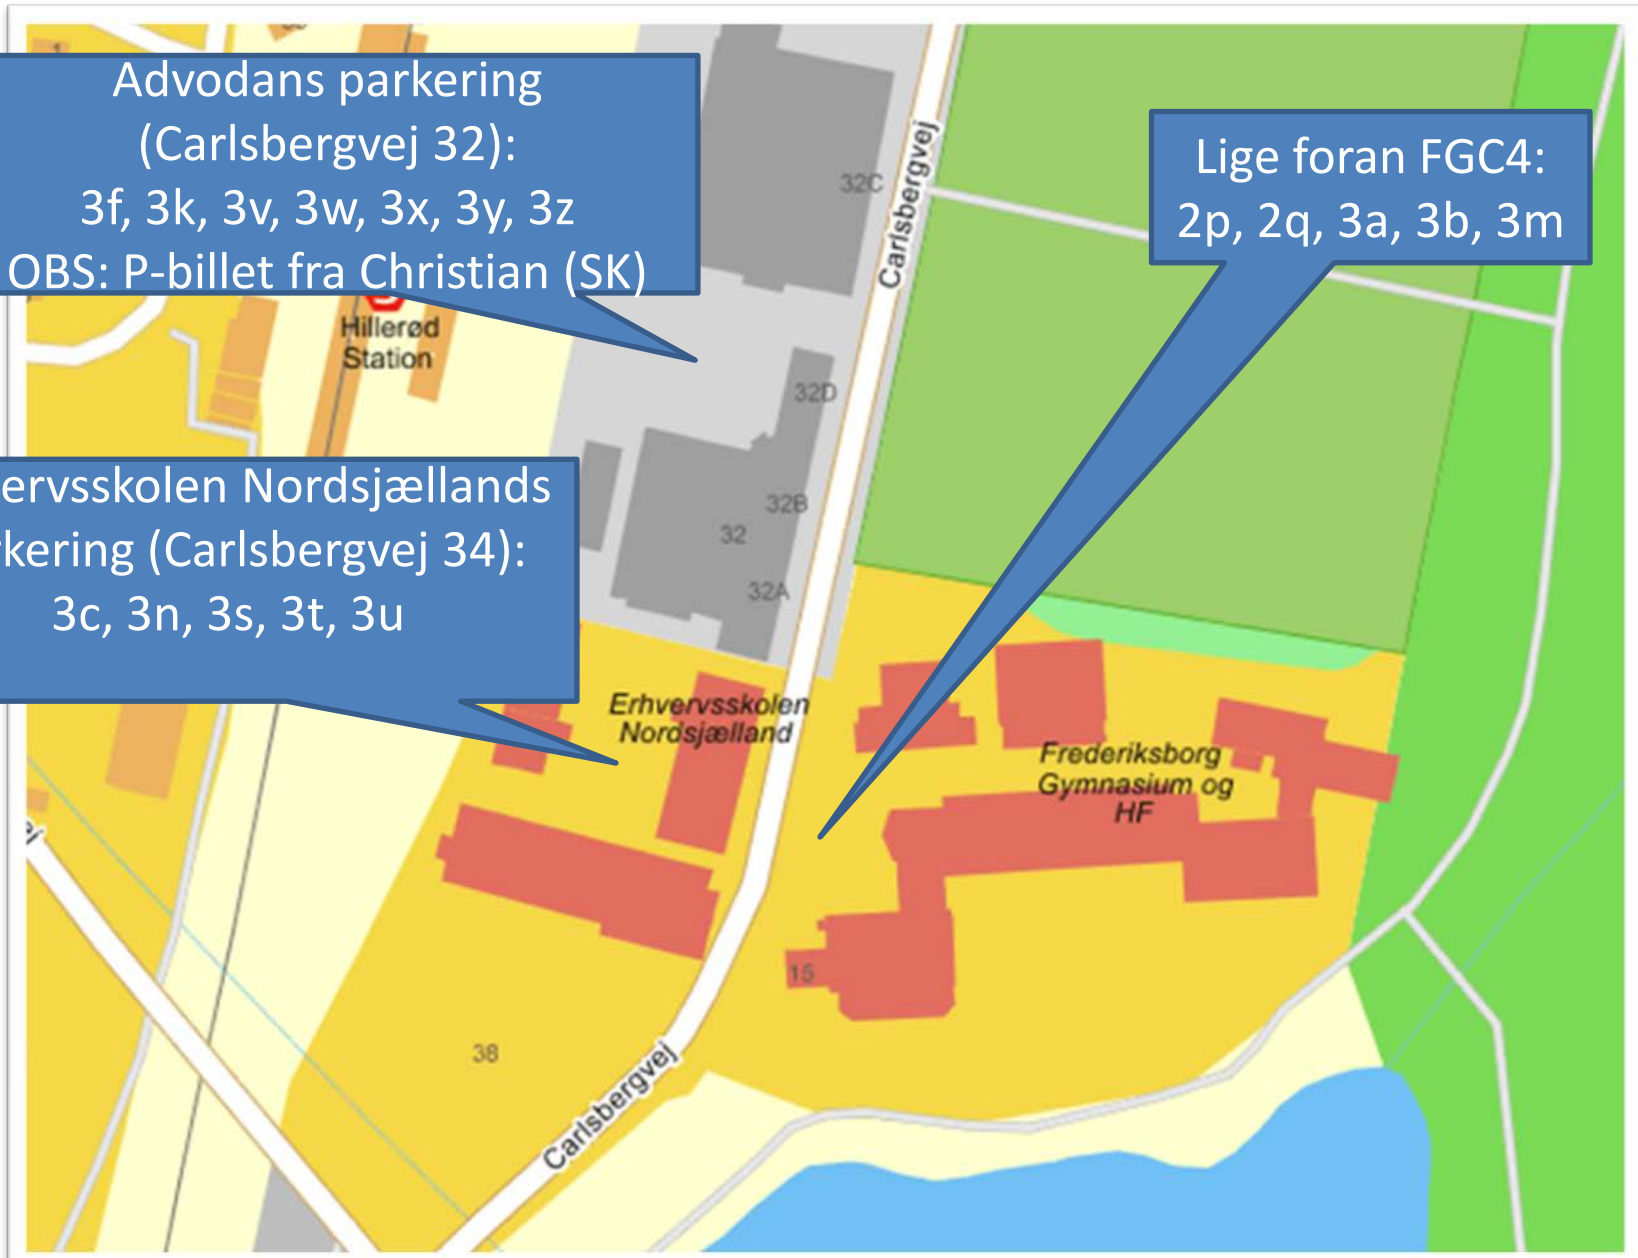 Advodans parkering
(Carlsbergvej 32):
3f, 3k, 3v, 3w, 3x, 3y, 3z
OBS: P-billet fra Christian (SK)
Lige foran FGC4:
2p, 2q, 3a, 3b, 3m
Carlsbergvej
32C
Hillerød
Station
32D
32B
32
32A
ervsskolen Nordsjællands
kering (Carlsbergvej 34):
3c, 3n, 3s, 3t, 3u
Erhvervsskolen
Nordsjælland
Frederiksborg
Gymnasium og
HF
15
38
Carlsbergvej